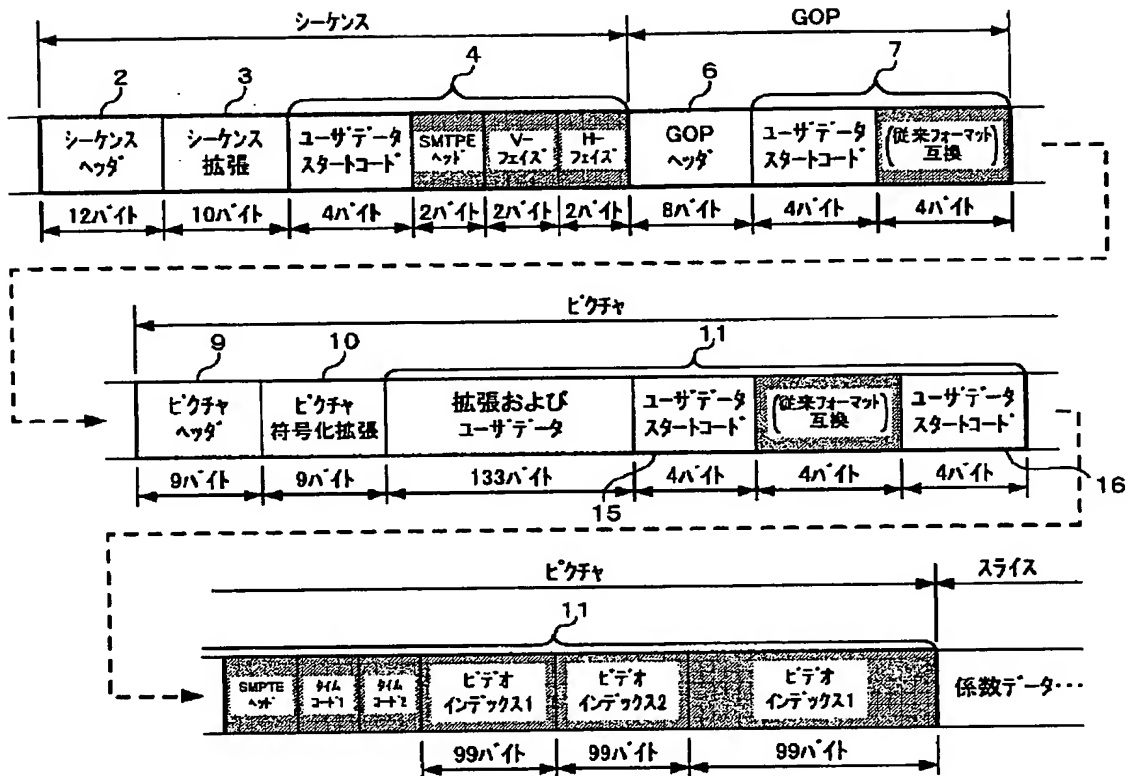 シーケンス
GOP
2
3
4
6
7
シーケンス
ヘッダ
シーケンス
拡張
ユーザデータ
スタートコード
SMTPE
ヘッド
V-
フェイズ
H-
フェイズ
GOP
ヘッダ
ユーザデータ
スタートコード
(従来フォーマット
互換)
12バイト
10バイト
4バイト
2バイト
2バイト
2バイト
8バイト
4バイト
4バイト
ピクチャ
9
10
11
ピクチャ
ヘッダ
ピクチャ
符号化拡張
拡張および
ユーザデータ
ユーザデータ
スタートコード
(従来フォーマット
互換)
ユーザデータ
スタートコード
9バイト
9バイト
133バイト
4バイト
4バイト
4バイト
15
16
ピクチャ
スライス
11
SMPTE
ヘッド
タイム
コード1
タイム
コード2
ビデオ
インデックス1
ビデオ
インデックス2
ビデオ
インデックス1
係数データ…
99バイト
99バイト
99バイト